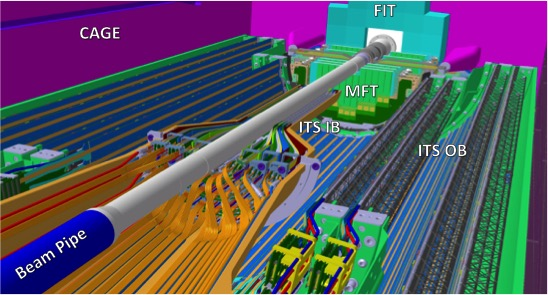 FIT
CAGE
MFT
ITS IB
ITS OB
Beam Pipe